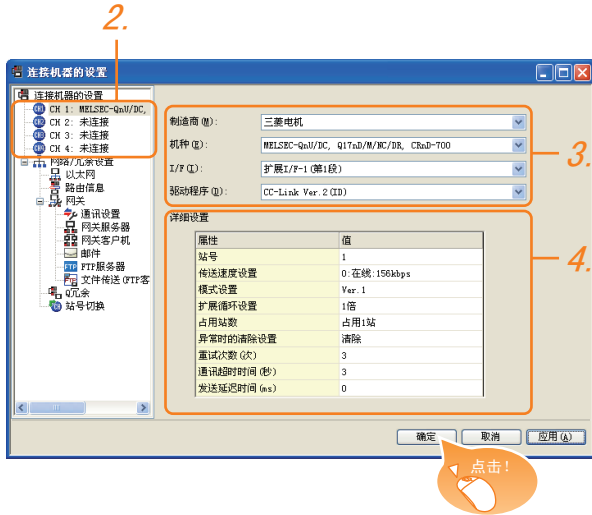 2.
连接机器的设置
连接机器的设置
CH 1: MELSEC-QnU/DC,
CH 2: 未连接
CH 3: 未连接
CH 4: 未连接
网络/冗余设置
以太网
路由信息
网关
通讯设置
网关服务器
网关客户机
邮件
FTP服务器
文件传送(FTP客
Q冗余
站号切换
制造商(M): 三菱电机
机种(E): MELSEC-QnU/DC, Q17nD/M/NC/DR, CRnD-700
I/F(I): 扩展I/F-1(第1段)
驱动程序(D): CC-Link Ver.2(ID)
3.
详细设置
属性 值
站号 1
传送速度设置 0:在线:156kbps
模式设置 Ver.1
扩展循环设置 1倍
占用站数 占用1站
异常时的清除设置 清除
重试次数(次) 3
通讯超时时间(秒) 3
发送延迟时间(ms) 0
4.
确定 取消 应用(A)
点击!